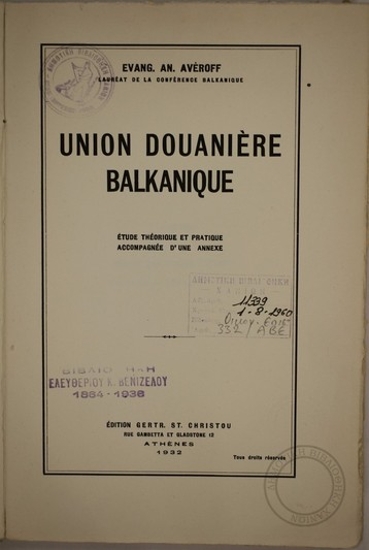 EVANG. AN. AVÉROFF
LAURÉAT DE LA CONFÉRENCE BALKANIQUE
UNION DOUANIÈRE
BALKANIQUE
ÉTUDE THÉORIQUE ET PRATIQUE
ACCOMPAGNÉE D'UNE ANNEXE
11339
1-8-1960
332/ΑΒΕ
ΒΙΒΛΙΟΘΗΚΗ
ΕΛΕΥΘΕΡΙΟΥ Κ. ΒΕΝΙΖΕΛΟΥ
1864-1936
ÉDITION GERTR. ST. CHRISTOU
RUE GAMBETTA ET GLADSTONE 12
ATHÈNES
1932
Tous droits réservés